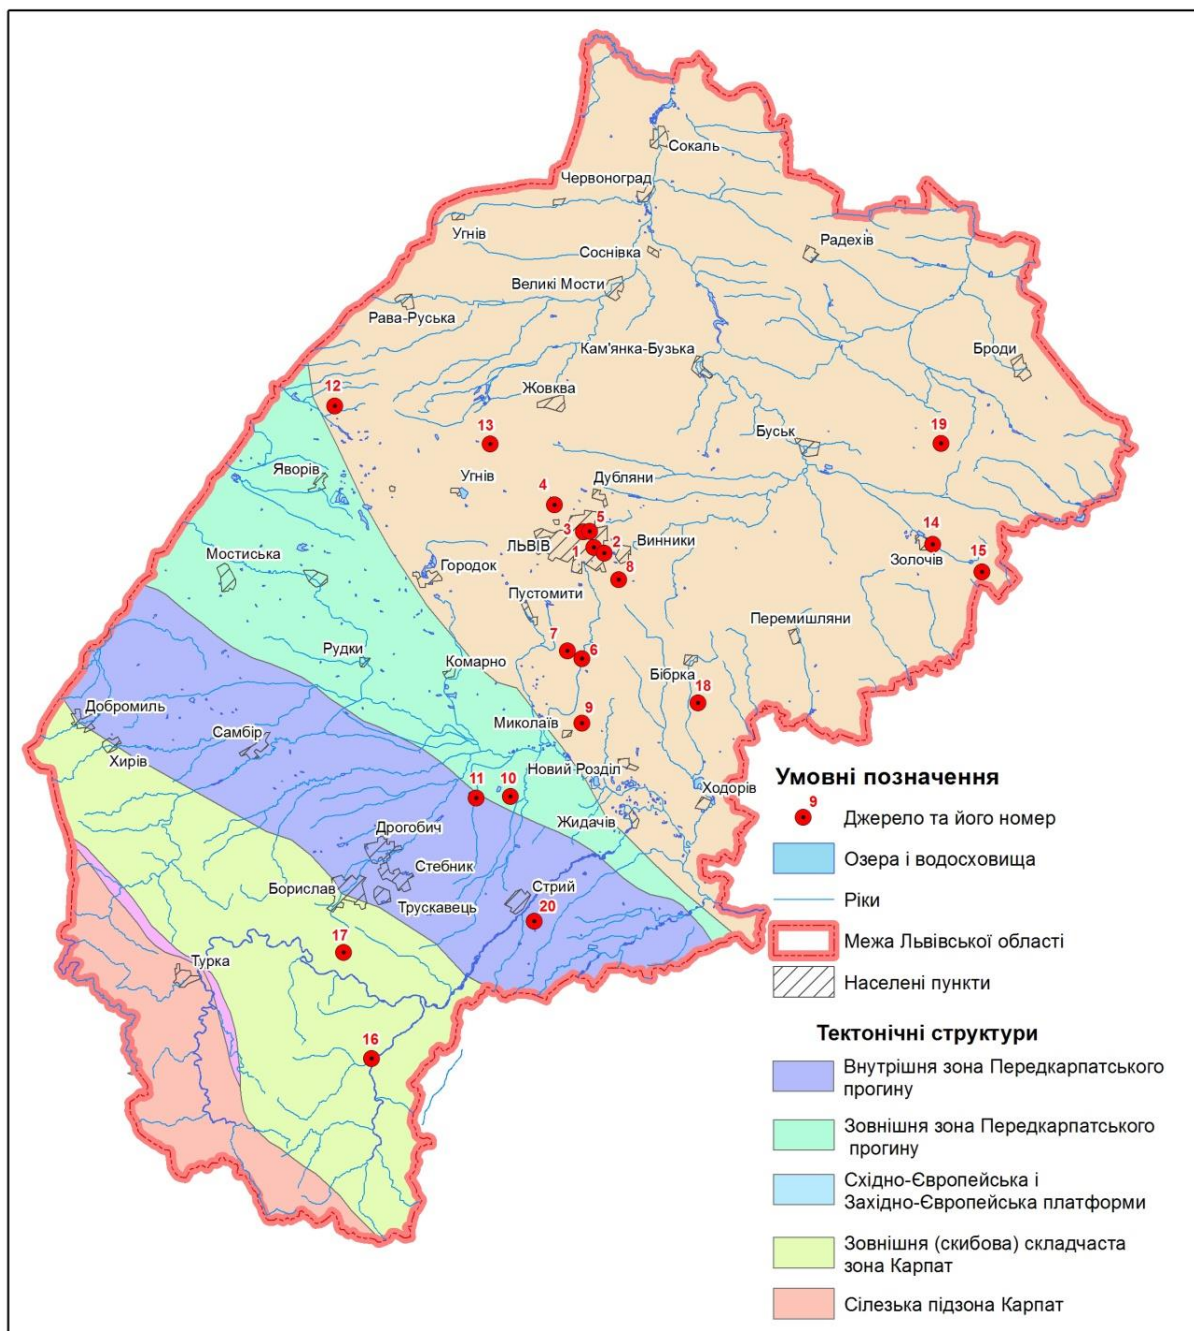 Сокаль
Червоноград
Угнів
Соснівка
Радехів
Великі Мости
Рава-Руська
Кам'янка-Бузька
Броди
Жовква
12
13
Буськ
19
Яворів
Угнів
4
Дубляни
3
5
ЛЬВІВ
Винники
1
2
14
Золочів
15
Мостиська
Городок
8
Пустомити
Перемишляни
7
6
Рудки
Комарно
Бібрка
18
Добромиль
Самбір
Миколаїв
9
Хирів
11
10
Новий Розділ
Ходорів
Жидачів
Дрогобич
Стебник
Борислав
Трускавець
Стрий
20
17
Турка
16
Умовні позначення
9
Джерело та його номер
Озера і водосховища
Ріки
Межа Львівської області
Населені пункти
Тектонічні структури
Внутрішня зона Передкарпатського
прогину
Зовнішня зона Передкарпатського
прогину
Східно-Європейська і
Західно-Європейська платформи
Зовнішня (скибова) складчаста
зона Карпат
Сілезька підзона Карпат